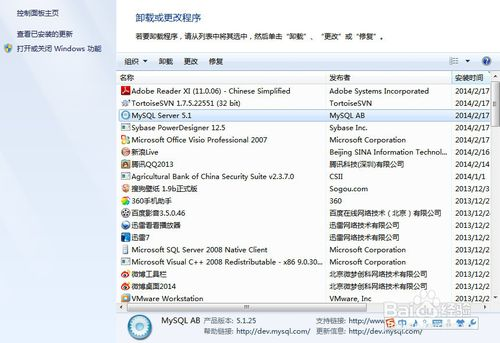 控制面板主页
查看已安装的更新
打开或关闭 Windows 功能
卸载或更改程序
若要卸载程序，请从列表中将其选中，然后单击“卸载”、“更改”或“修复”。
组织 卸载 更改 修复
名称 发布者 安装时间
Adobe Reader XI (11.0.06) - Chinese Simplified Adobe Systems Incorporated 2014/2/17
TortoiseSVN 1.7.5.22551 (32 bit) TortoiseSVN 2014/2/17
MySQL Server 5.1 MySQL AB 2014/2/17
Sybase PowerDesigner 12.5 Sybase Inc. 2014/2/17
Microsoft Office Visio Professional 2007 Microsoft Corporation 2014/2/17
新浪Live Beijing SINA Information Te... 2014/2/17
腾讯QQ2013 腾讯科技(深圳)有限公司 2014/2/17
Agricultural Bank of China Security Suite v2.3.7.0 CSII 2014/1/1
搜狗壁纸 1.9b正式版 Sogou.com 2013/12/2
360手机助手 360 2013/12/2
百度影音3.5.0.46 百度在线网络技术（北京）有限公司 2013/12/2
迅雷看看播放器 迅雷网络技术有限公司 2013/12/2
迅雷7 迅雷网络技术有限公司 2013/12/2
Microsoft SQL Server 2008 Native Client Microsoft Corporation 2013/12/2
Microsoft Visual C++ 2008 Redistributable - x86 9.0.30... Microsoft Corporation 2013/12/2
微博工具栏 北京微梦创科网络技术有限公司 2013/12/2
微博桌面2014 北京微梦创科网络技术有限公司 2013/12/2
VMware Workstation VMware, Inc. 2013/12/2
MySQL AB 产品版本: 5.1.25 支持链接: http://www
帮助链接: http://dev.mysql.com/ 更新信息: http://dev.mysql.com/